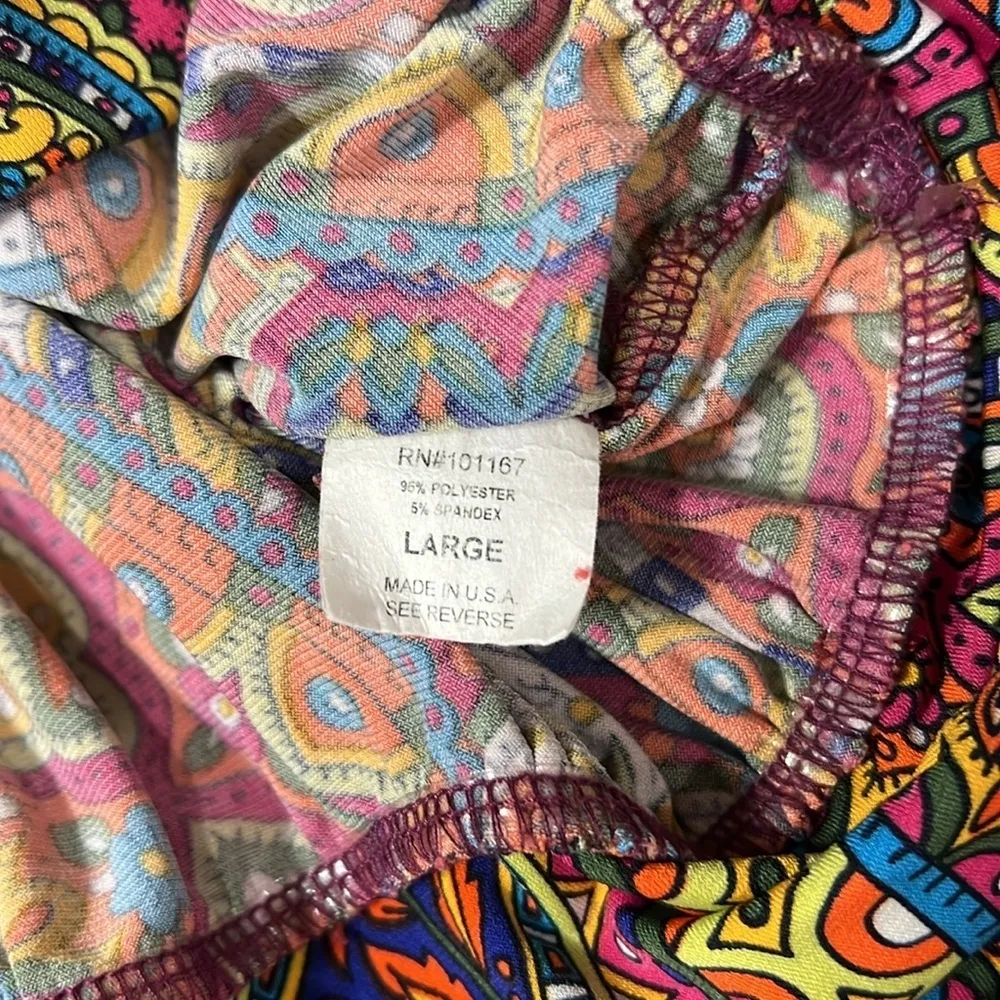 RN#101167
95% POLYESTER
5% SPANDEX
LARGE
MADE IN U.S.A.
SEE REVERSE